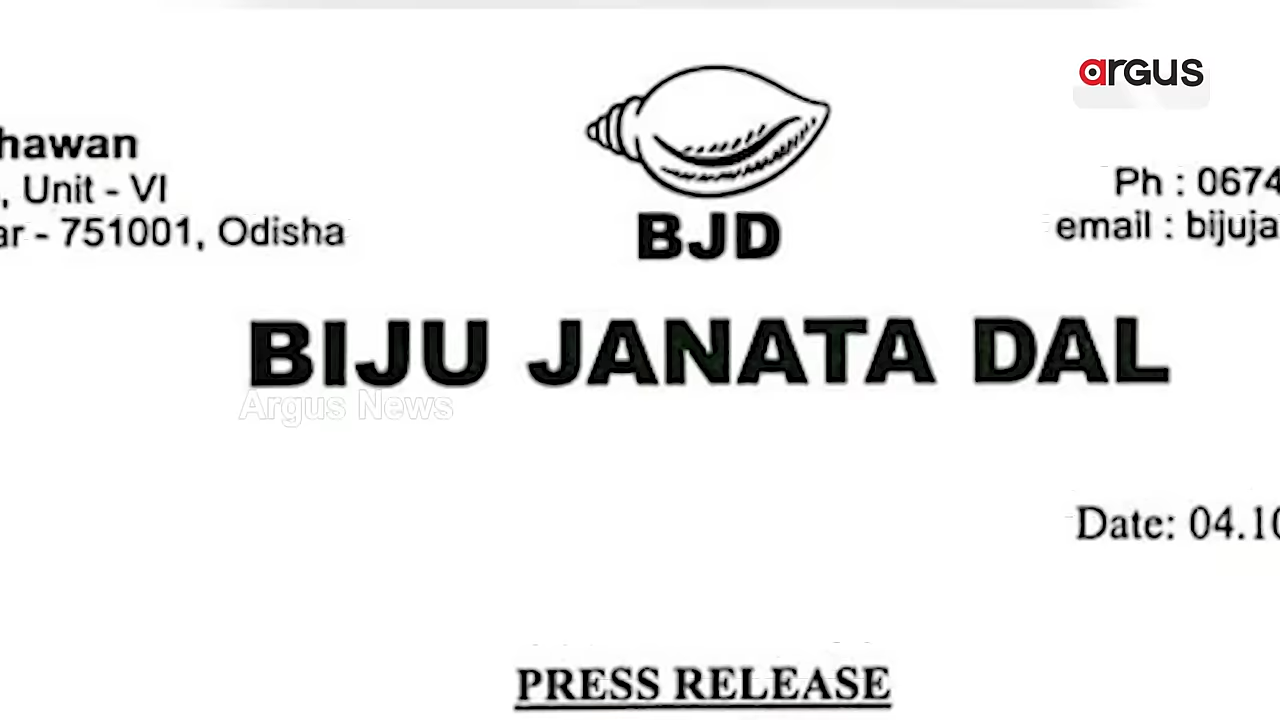 argus
hawan
, Unit - VI
ar - 751001, Odisha
Ph : 0674
email : bijuja
BJD
BIJU JANATA DAL
Argus News
Date: 04.10
PRESS RELEASE